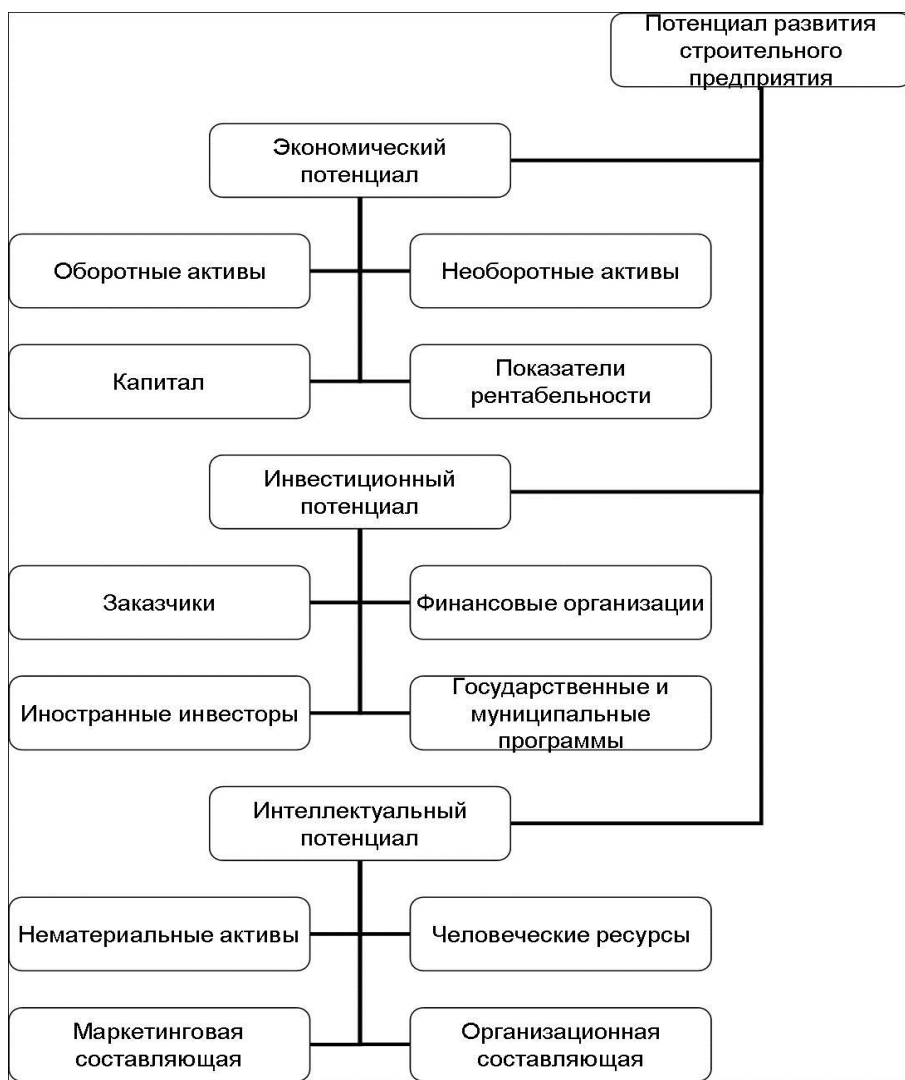 Потенциал развития
строительного
предприятия
Экономический
потенциал
Оборотные активы
Необоротные активы
Капитал
Показатели
рентабельности
Инвестиционный
потенциал
Заказчики
Финансовые организации
Иностранные инвесторы
Государственные и
муниципальные
программы
Интеллектуальный
потенциал
Нематериальные активы
Человеческие ресурсы
Маркетинговая
составляющая
Организационная
составляющая